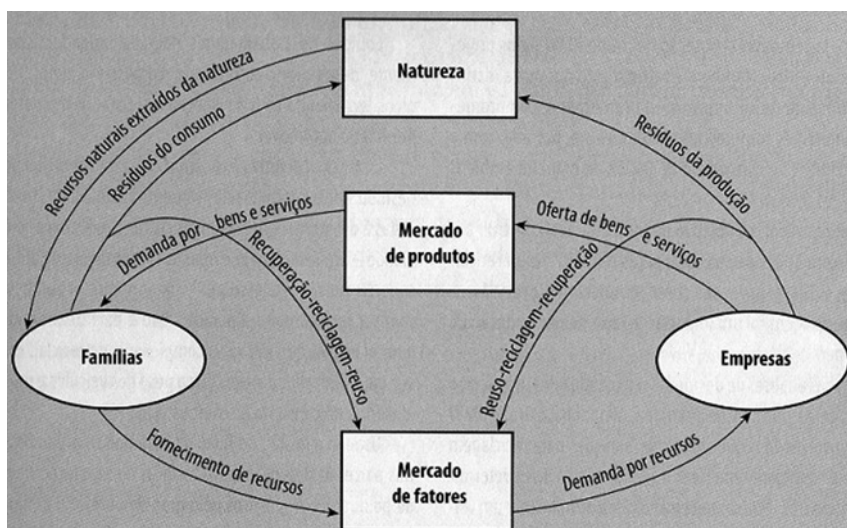 Natureza
Recursos naturais extraídos da natureza
Resíduos do consumo
Resíduos da produção
Demanda por bens e serviços
Mercado
de produtos
Oferta de bens e serviços
Recuperação-reciclagem-reuso
Reuso-reciclagem-recuperação
Famílias
Empresas
Fornecimento de recursos
Mercado
de fatores
Demanda por recursos